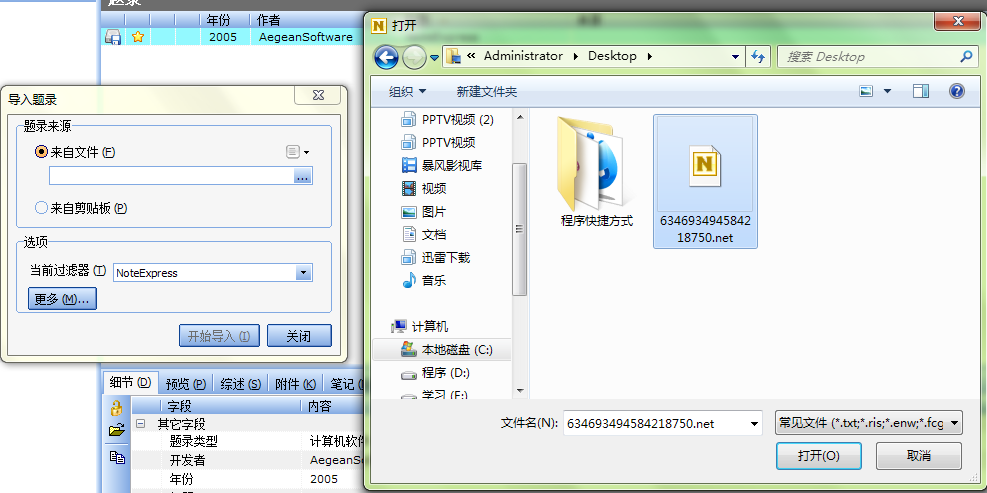 题录
年份 作者
2005 AegeanSoftware
导入题录
题录来源
来自文件 (F)
...
来自剪贴板 (P)
选项
当前过滤器 (T) NoteExpress
更多 (M)...
开始导入 (I) 关闭
细节 (D) 预览 (P) 综述 (S) 附件 (K) 笔记
字段 内容
其它字段
题录类型 计算机软件
开发者 AegeanSo
年份 2005
打开
« Administrator Desktop
搜索 Desktop
组织 新建文件夹
PPTV视频 (2)
PPTV视频
暴风影视库
视频
图片
文档
迅雷下载
音乐
计算机
本地磁盘 (C:)
程序 (D:)
学习 (E:)
程序快捷方式
6346934945842
18750.net
文件名(N): 634693494584218750.net
常见文件 (*.txt;*.ris;*.enw;*.fcg
打开(O) 取消